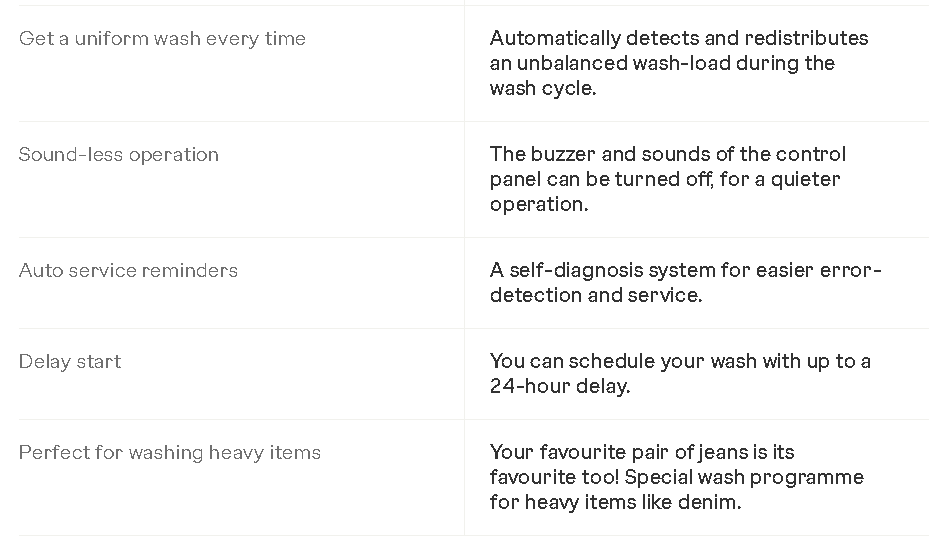 Get a uniform wash every time
Automatically detects and redistributes
an unbalanced wash-load during the
wash cycle.
Sound-less operation
The buzzer and sounds of the control
panel can be turned off, for a quieter
operation.
Auto service reminders
A self-diagnosis system for easier error-
detection and service.
Delay start
You can schedule your wash with up to a
24-hour delay.
Perfect for washing heavy items
Your favourite pair of jeans is its
favourite too! Special wash programme
for heavy items like denim.